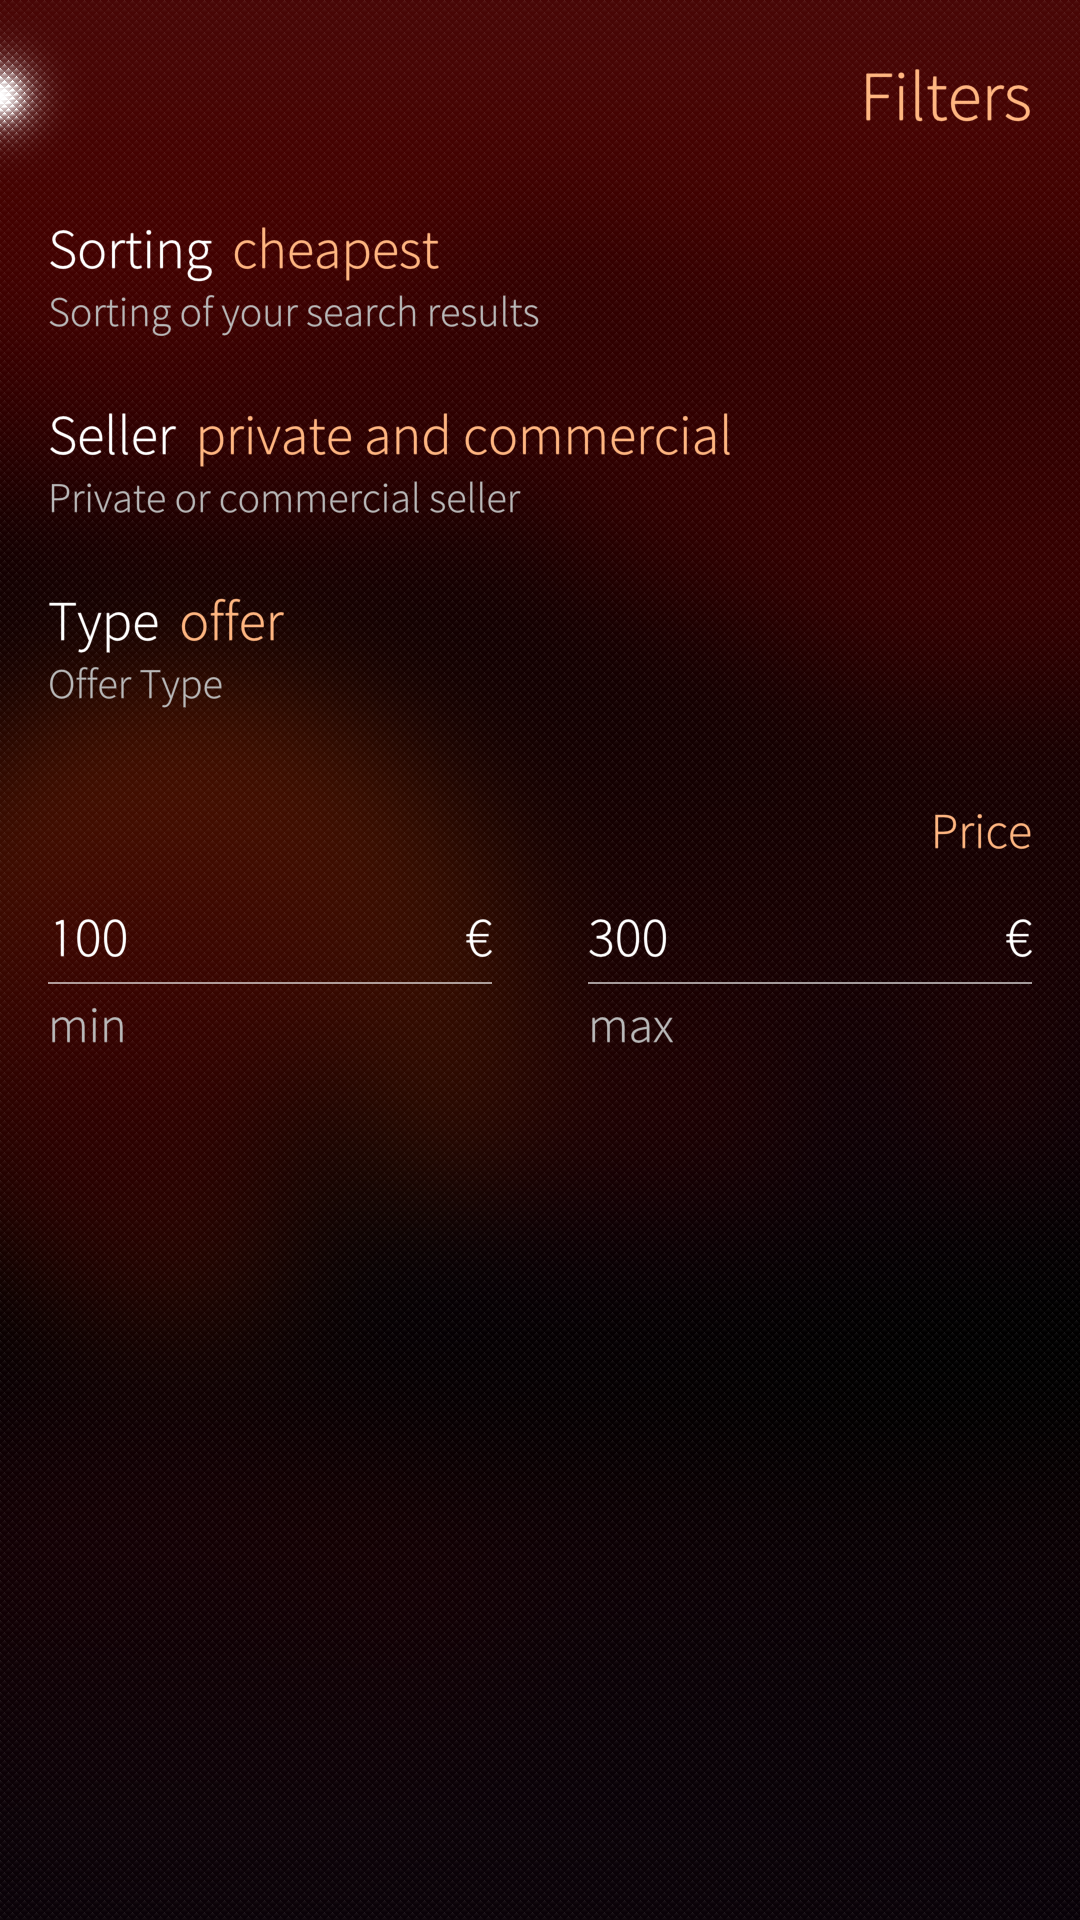 Filters
Sorting cheapest
Sorting of your search results
Seller private and commercial
Private or commercial seller
Type offer
Offer Type
Price
100 € 300 €
min max